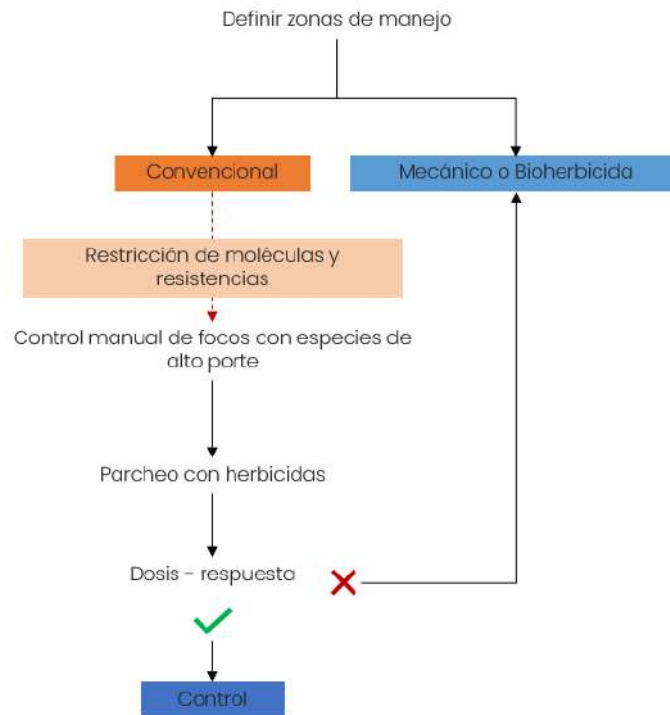 Definir zonas de manejo
Convencional
Mecánico o Bioherbicida
Restricción de moléculas y
resistencias
Control manual de focos con especies de
alto porte
Parcheo con herbicidas
Dosis - respuesta
Control